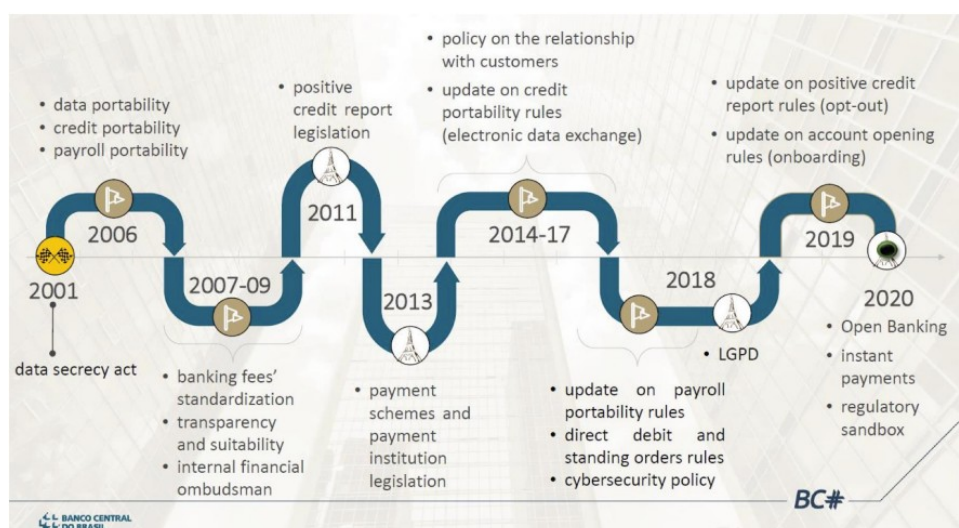 2001
data secrecy act
• data portability
• credit portability
• payroll portability
2006
2007-09
• banking fees'
standardization
• transparency
and suitability
• internal financial
ombudsman
• positive
credit report
legislation
2011
2013
• payment
schemes and
payment
institution
legislation
• policy on the relationship
with customers
• update on credit
portability rules
(electronic data exchange)
2014-17
2018
• LGPD
• update on payroll
portability rules
• direct debit and
standing orders rules
• cybersecurity policy
• update on positive credit
report rules (opt-out)
• update on account opening
rules (onboarding)
2019
2020
• Open Banking
• instant
payments
• regulatory
sandbox
BC#
BANCO CENTRAL
DO BRASIL